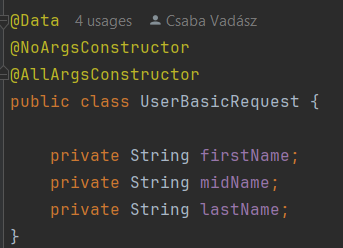 @Data 4 usages Csaba Vadász
@NoArgsConstructor
@AllArgsConstructor
public class UserBasicRequest {
private String firstName;
private String midName;
private String lastName;
}